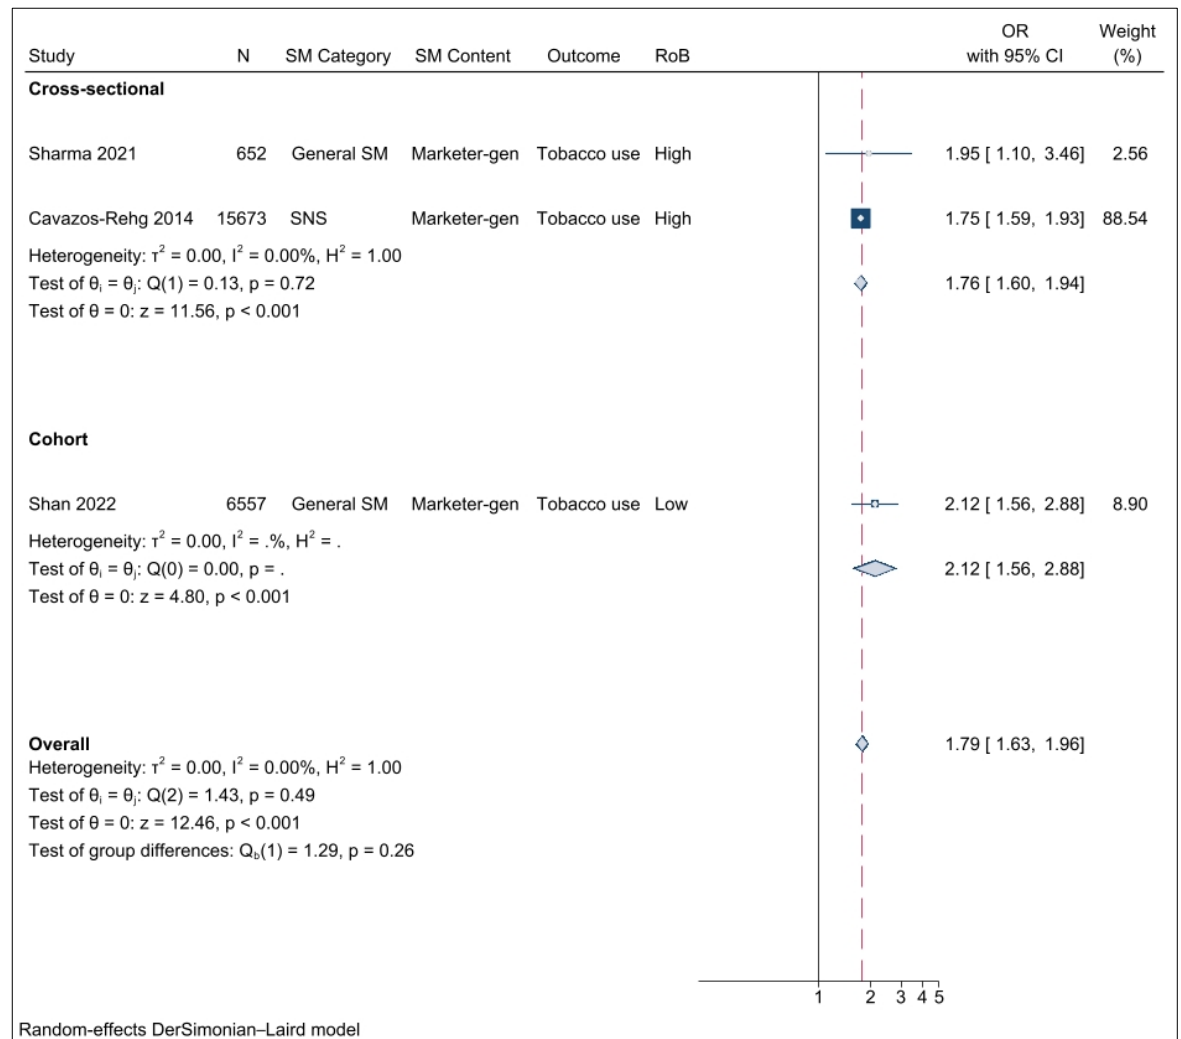 OR Weight
Study N SM Category SM Content Outcome RoB with 95% CI (%)
Cross-sectional
Sharma 2021 652 General SM Marketer-gen Tobacco use High 1.95 [ 1.10, 3.46] 2.56
Cavazos-Rehg 2014 15673 SNS Marketer-gen Tobacco use High 1.75 [ 1.59, 1.93] 88.54
Heterogeneity: τ² = 0.00, I² = 0.00%, H² = 1.00
Test of θᵢ = θⱼ: Q(1) = 0.13, p = 0.72 1.76 [ 1.60, 1.94]
Test of θ = 0: z = 11.56, p < 0.001
Cohort
Shan 2022 6557 General SM Marketer-gen Tobacco use Low 2.12 [ 1.56, 2.88] 8.90
Heterogeneity: τ² = 0.00, I² = .%, H² = .
Test of θᵢ = θⱼ: Q(0) = 0.00, p = . 2.12 [ 1.56, 2.88]
Test of θ = 0: z = 4.80, p < 0.001
Overall 1.79 [ 1.63, 1.96]
Heterogeneity: τ² = 0.00, I² = 0.00%, H² = 1.00
Test of θᵢ = θⱼ: Q(2) = 1.43, p = 0.49
Test of θ = 0: z = 12.46, p < 0.001
Test of group differences: Q_b(1) = 1.29, p = 0.26
1 2 3 4 5
Random-effects DerSimonian–Laird model